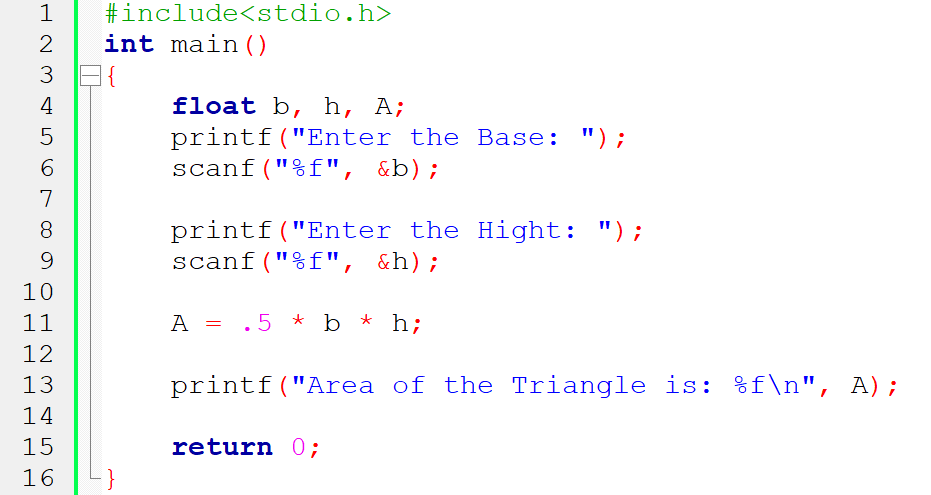 1 #include<stdio.h>
2 int main()
3 {
4 float b, h, A;
5 printf("Enter the Base: ");
6 scanf("%f", &b);
7
8 printf("Enter the Hight: ");
9 scanf("%f", &h);
10
11 A = .5 * b * h;
12
13 printf("Area of the Triangle is: %f\n", A);
14
15 return 0;
16 }